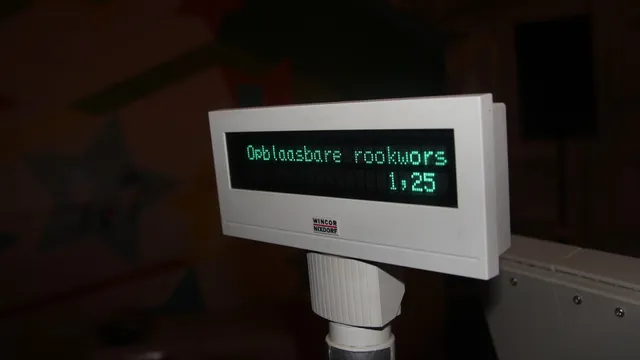 Opblaasbare rookwors
1,25
WINCOR
NIXDORF